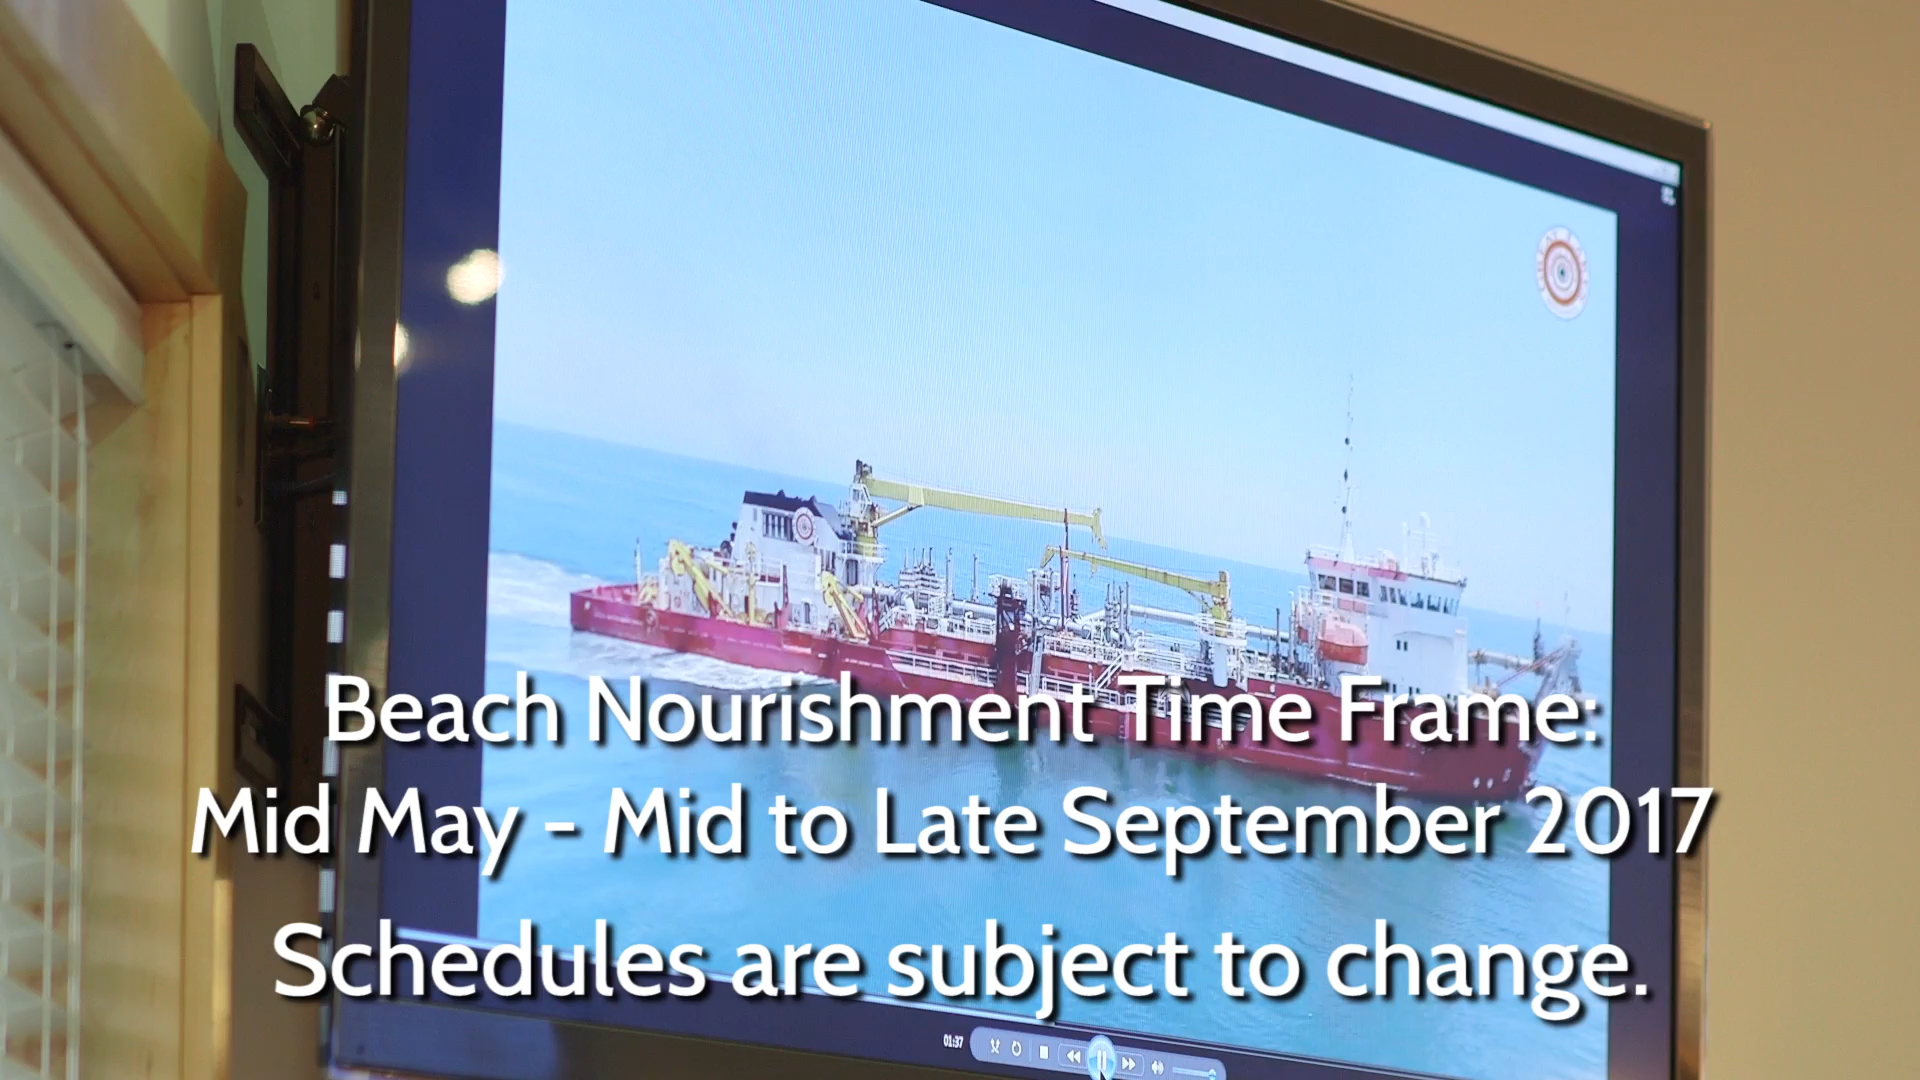 Beach Nourishment Time Frame:
Mid May - Mid to Late September 2017
Schedules are subject to change.
01:37